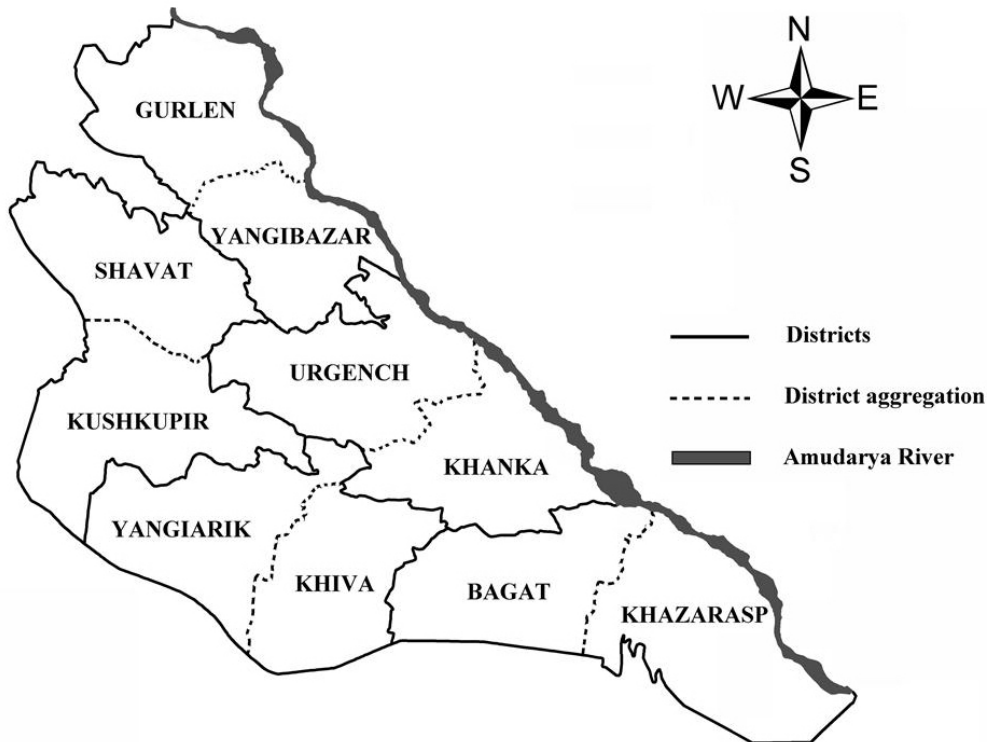 N
W E
S
GURLEN
YANGIBAZAR
SHAVAT
URGENCH
KUSHKUPIR
KHANKA
YANGIARIK
KHIVA
BAGAT
KHAZARASP
Districts
District aggregation
Amudarya River